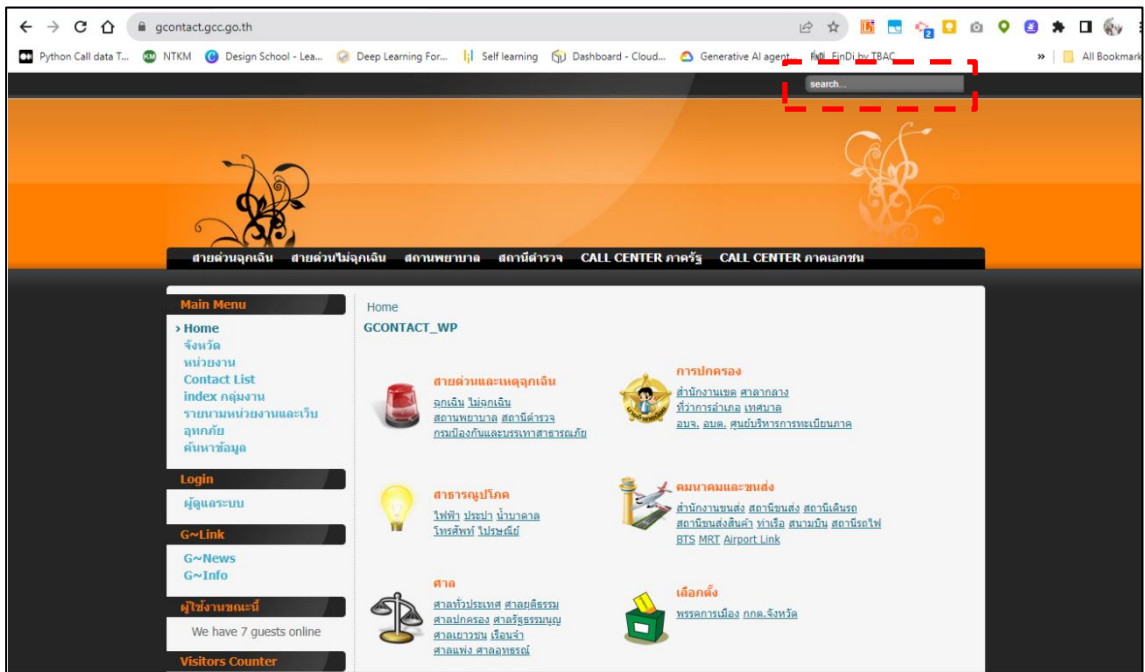 gcontact.gcc.go.th
Python Call data T...
NTKM
Design School - Lea...
Deep Learning For...
Self learning
Dashboard - Cloud...
Generative AI agent...
FinDi by TBAC
»
All Bookmark
search...
สายด่วนฉุกเฉิน สายด่วนไม่ฉุกเฉิน สถานพยาบาล สถานีตำรวจ CALL CENTER ภาครัฐ CALL CENTER ภาคเอกชน
Main Menu
Home
จังหวัด
หน่วยงาน
Contact List
index กลุ่มงาน
รายนามหน่วยงานและเว็บ
อุทกภัย
ค้นหาข้อมูล
Login
ผู้ดูแลระบบ
G~Link
G~News
G~Info
ผู้ใช้งานขณะนี้
We have 7 guests online
Visitors Counter
Home
GCONTACT_WP
สายด่วนและเหตุฉุกเฉิน
ฉุกเฉิน ไม่ฉุกเฉิน
สถานพยาบาล สถานีตำรวจ
กรมป้องกันและบรรเทาสาธารณภัย
การปกครอง
สำนักงานเขต ศาลากลาง
ที่ว่าการอำเภอ เทศบาล
อบจ. อบต. ศูนย์บริหารการทะเบียนภาค
สาธารณูปโภค
ไฟฟ้า ประปา น้ำบาดาล
โทรศัพท์ ไปรษณีย์
คมนาคมและขนส่ง
สำนักงานขนส่ง สถานีขนส่ง สถานีเดินรถ
สถานีขนส่งสินค้า ท่าเรือ สนามบิน สถานีรถไฟ
BTS MRT Airport Link
ศาล
ศาลทั่วประเทศ ศาลยุติธรรม
ศาลปกครอง ศาลรัฐธรรมนูญ
ศาลเยาวชน เรือนจำ
ศาลแพ่ง ศาลอุทธรณ์
เลือกตั้ง
พรรคการเมือง กกต.จังหวัด